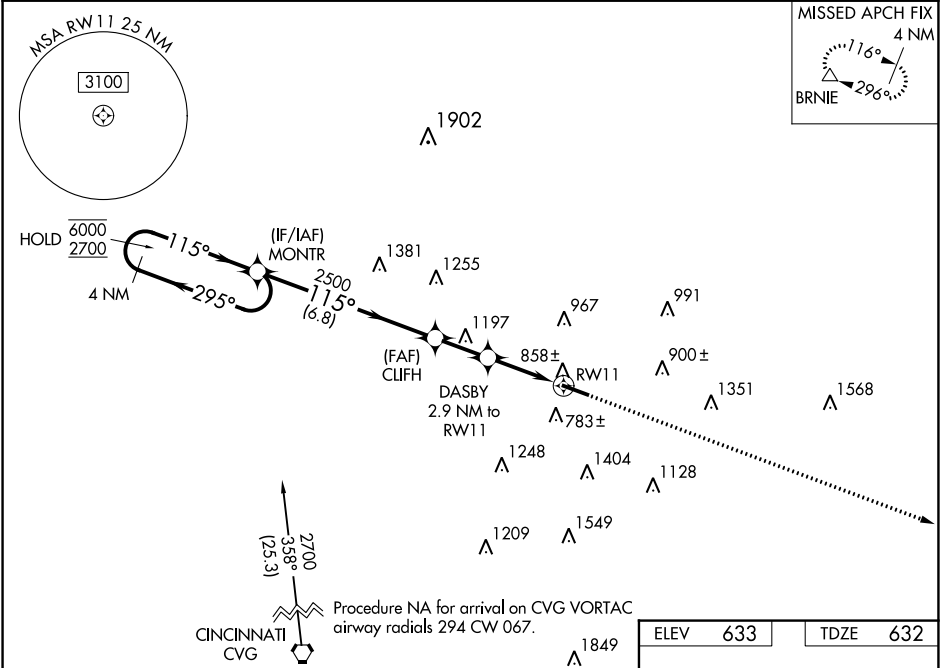 MSA RW11 25 NM
3100
MISSED APCH FIX
4 NM
116°
296°
BRNIE
1902
HOLD
6000
2700
115°
295°
4 NM
(IF/IAF)
MONTR
1381
1255
2500
115°
(6.8)
1197
967
991
(FAF)
CLIFH
858±
RW11
900±
DASBY
2.9 NM to
RW11
783±
1351
1568
1248
1404
1128
1209
1549
2700
358°
(25.3)
CINCINNATI
CVG
Procedure NA for arrival on CVG VORTAC
airway radials 294 CW 067.
1849
ELEV 633
TDZE 632